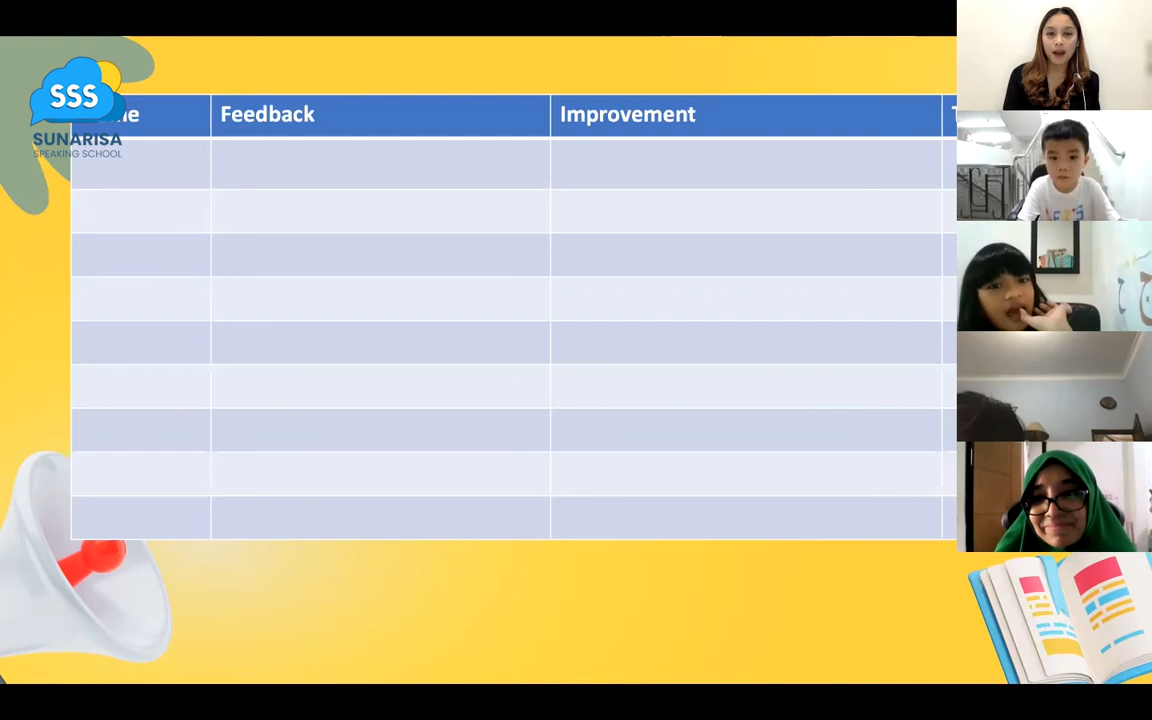 SSS
SUNARISA
SPEAKING SCHOOL
Feedback
Improvement